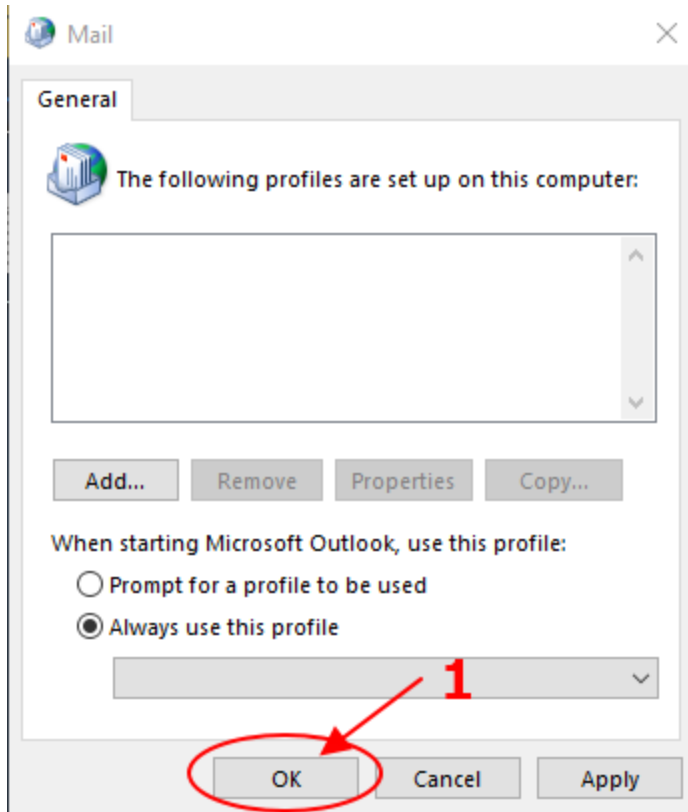 Mail
General
The following profiles are set up on this computer:
Add... Remove Properties Copy...
When starting Microsoft Outlook, use this profile:
Prompt for a profile to be used
Always use this profile
1
OK Cancel Apply